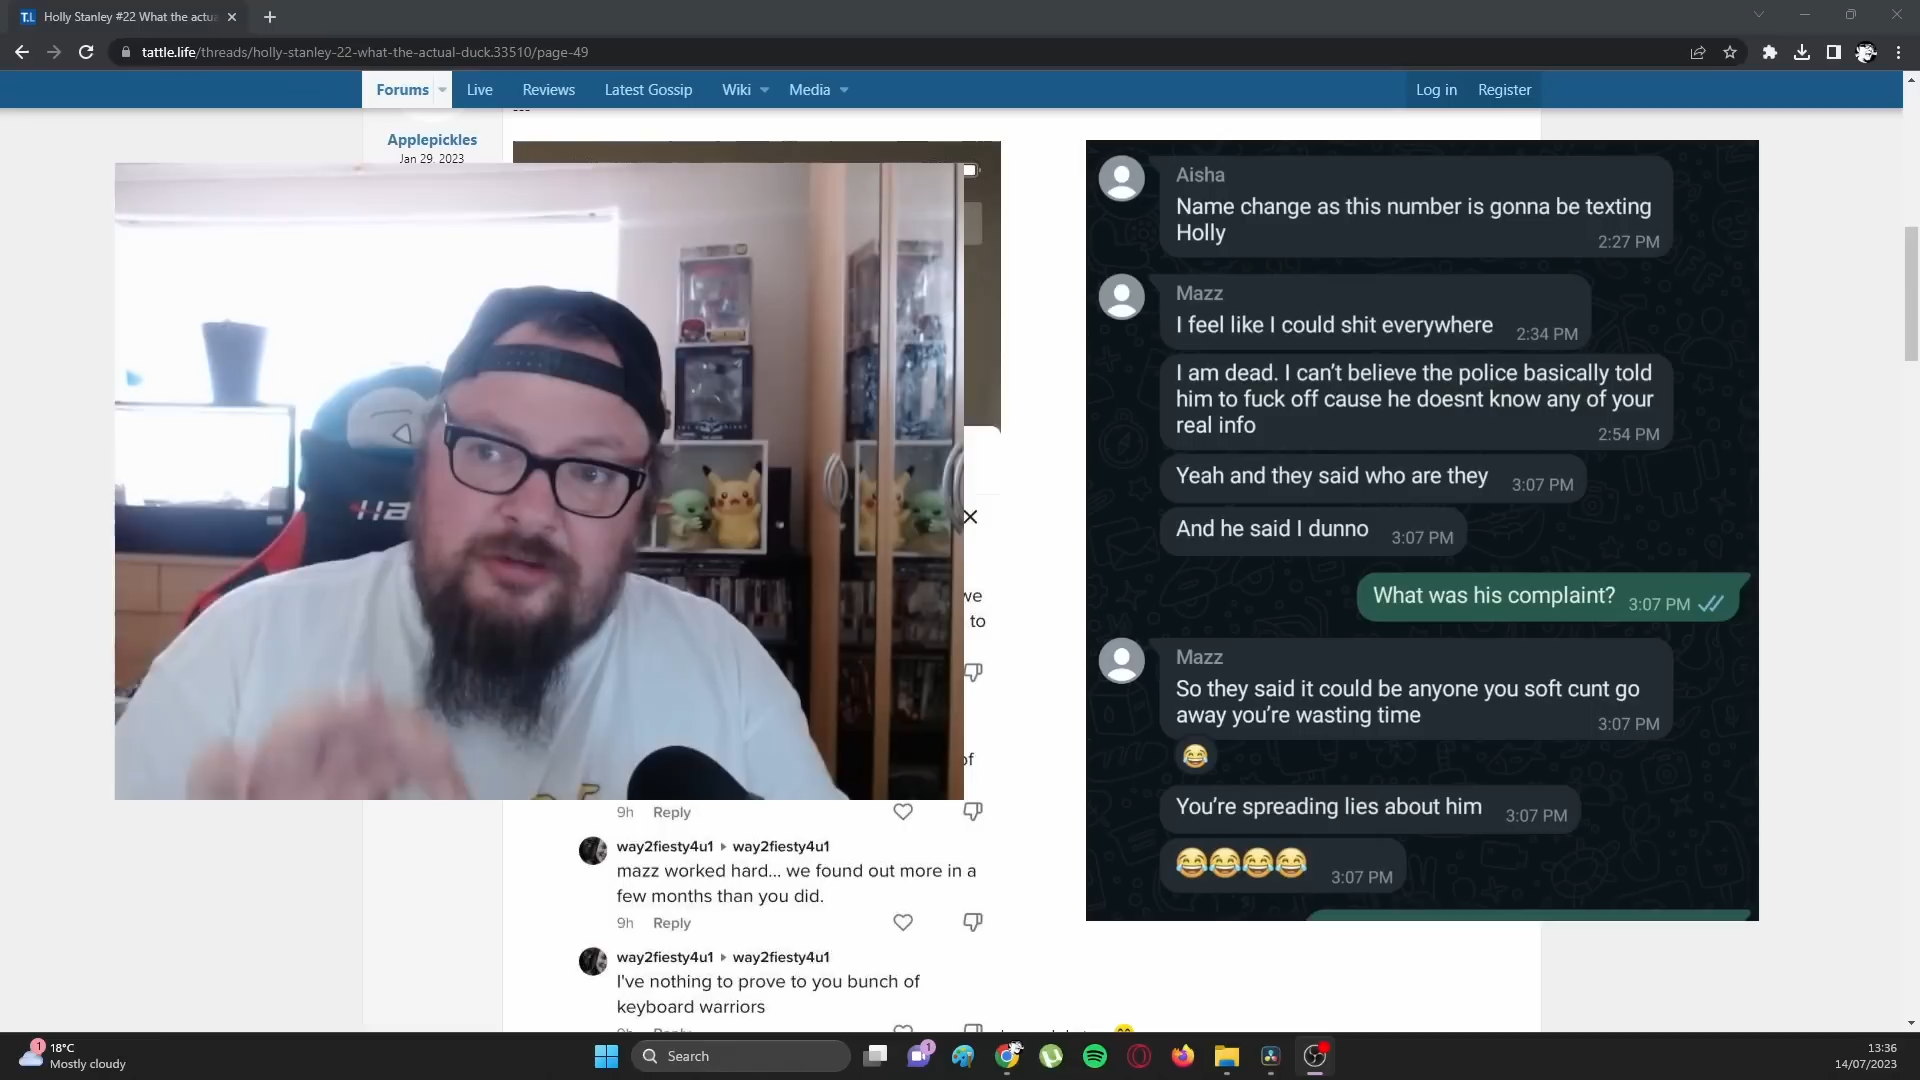 Holly Stanley #22 What the actua
tattle.life/threads/holly-stanley-22-what-the-actual-duck.33510/page-49
Forums
Live
Reviews
Latest Gossip
Wiki
Media
Log in
Register
Applepickles
Jan 29, 2023
we
to
of
9h Reply
way2fiesty4u1 ▸ way2fiesty4u1
mazz worked hard... we found out more in a
few months than you did.
9h Reply
way2fiesty4u1 ▸ way2fiesty4u1
I've nothing to prove to you bunch of
keyboard warriors
Aisha
Name change as this number is gonna be texting
Holly
2:27 PM
Mazz
I feel like I could shit everywhere 2:34 PM
I am dead. I can't believe the police basically told
him to fuck off cause he doesnt know any of your
real info
2:54 PM
Yeah and they said who are they 3:07 PM
And he said I dunno 3:07 PM
What was his complaint? 3:07 PM
Mazz
So they said it could be anyone you soft cunt go
away you're wasting time
3:07 PM
😂
You're spreading lies about him 3:07 PM
😂😂😂😂 3:07 PM
1
18°C
Mostly cloudy
Search
1
13:36
14/07/2023